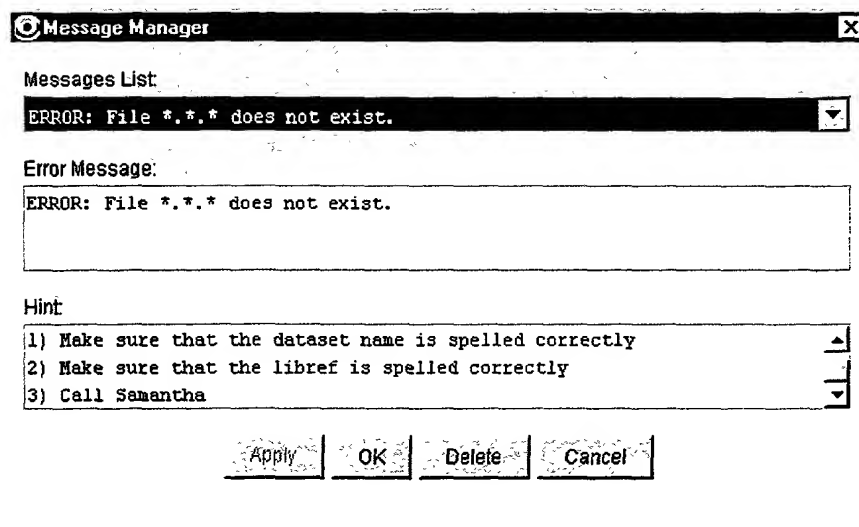 Message Manager
Messages List:
ERROR: File *.*.* does not exist.
Error Message:
ERROR: File *.*.* does not exist.
Hint:
1) Make sure that the dataset name is spelled correctly
2) Make sure that the libref is spelled correctly
3) Call Samantha
Apply OK Delete Cancel